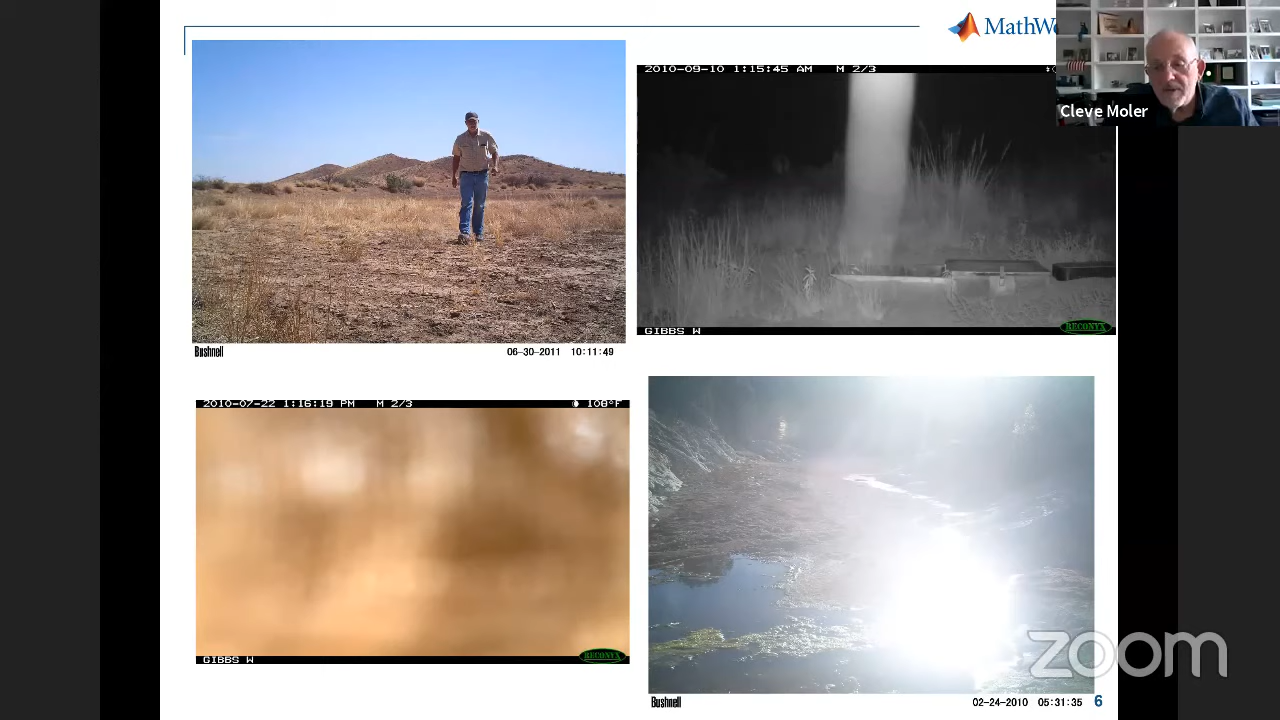 MathWo
Cleve Moler
2010-09-10 1:15:45 AM M 2/3
GIBBS W
RECONYX
Bushnell 06-30-2011 10:11:49
2010-07-22 1:16:19 PM M 2/3 108°F
GIBBS W
RECONYX
zoom
Bushnell 02-24-2010 05:31:35 6